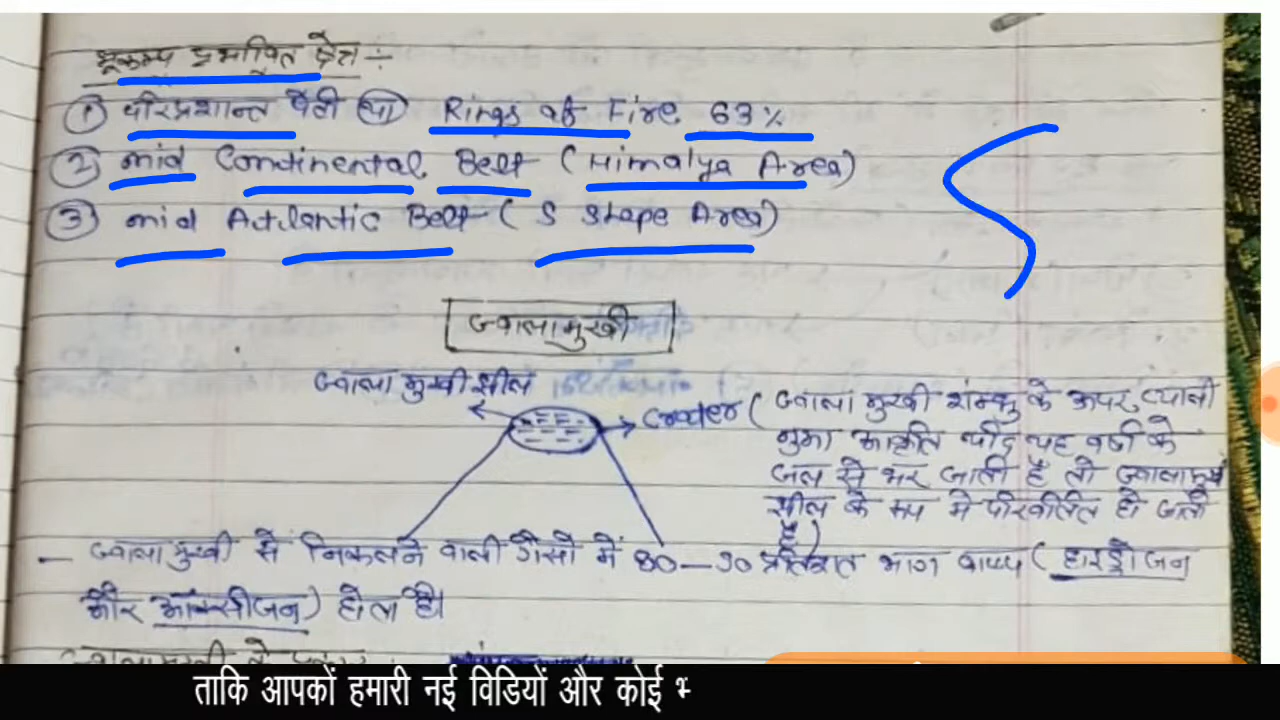 भूकम्प प्रभावित क्षेत्र :-
① परिप्रशान्त पेटी (या) Rings of Fire 63%
② mid Continental Belt (Himalya Area)
③ mid Atlantic Belt (S Shape Area)
ज्वालामुखी
ज्वालामुखी झील
Crater (ज्वालामुखी शंकु के ऊपर प्याली
नुमा आकृति यदि यह वर्षा के
जल से भर जाती है तो ज्वालामुखी
झील के रूप में परिवर्तित हो जाती
है)
— ज्वालामुखी से निकलने वाली गैसों में 80—90 प्रतिशत भाग वाष्प (हाइड्रोजन
और ऑक्सीजन) होता है।
ताकि आपकों हमारी नई विडियों और कोई